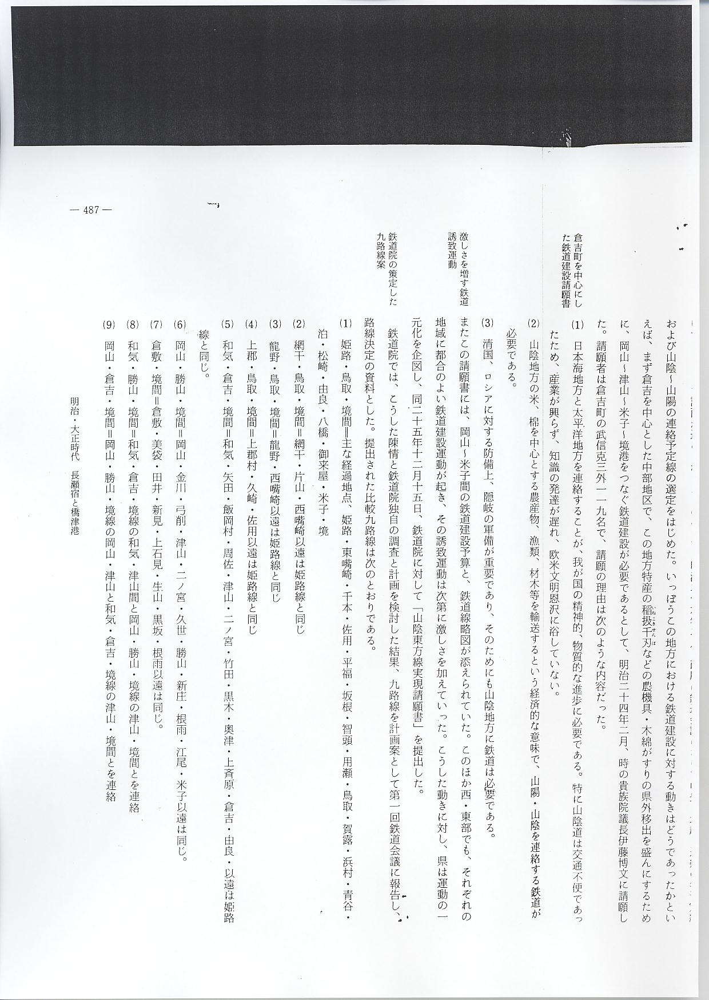 および山陰～山陽の連絡予定線の選定をはじめた。いっぽうこの地方における鉄道建設に対する動きはどうであったかとい
えば、まず倉吉を中心とした中部地区で、この地方特産の稲扱千刃などの農機具・木綿がすりの県外移出を盛んにするため
に、岡山～津山～米子～境港をつなぐ鉄道建設が必要であるとして、明治二十四年二月、時の貴族院議長伊藤博文に請願し
た。請願者は倉吉町の武信克三外一一九名で、請願の理由は次のような内容だった。
倉吉町を中心にし
た鉄道建設請願書
(1) 日本海地方と太平洋地方を連絡することが、我が国の精神的、物質的な進歩に必要である。特に山陰道は交通不便であっ
たため、産業が興らず、知識の発達が遅れ、欧米文明恩沢に浴していない。
(2) 山陰地方の米、棉を中心とする農産物、漁類、材木等を輸送するという経済的な意味で、山陽・山陰を連絡する鉄道が
必要である。
(3) 清国、ロシアに対する防備上、隠岐の軍備が重要であり、そのためにも山陰地方に鉄道は必要である。
激しさを増す鉄道
誘致運動
またこの請願書には、岡山～米子間の鉄道建設予算と、鉄道線略図が添えられていた。このほか西・東部でも、それぞれの
地域に都合のよい鉄道建設運動が起き、その誘致運動は次第に激しさを加えていった。こうした動きに対し、県は運動の一
元化を企図し、同二十五年十二月十五日、鉄道院に対して「山陰東方線実現請願書」を提出した。
鉄道院の策定した
九路線案
鉄道院では、こうした陳情と鉄道院独自の調査と計画を検討した結果、九路線を計画案として第一回鉄道会議に報告し、
路線決定の資料とした。提出された比較九路線は次のとおりである。
(1) 姫路・鳥取・境間＝主な経過地点、姫路・東觜崎・千本・佐用・平福・坂根・智頭・用瀬・鳥取・賀露・浜村・青谷・
泊・松崎・由良・八橋・御来屋・米子・境
(2) 網干・鳥取・境間＝網干・片山・西觜崎以遠は姫路線と同じ
(3) 龍野・鳥取・境間＝龍野・西觜崎以遠は姫路線と同じ
(4) 上郡・鳥取・境間＝上郡村・久崎・佐用以遠は姫路線と同じ
(5) 和気・倉吉・境間＝和気・矢田・飯岡村・周佐・津山・二ノ宮・竹田・黒木・奥津・上斉原・倉吉・由良・以遠は姫路
線と同じ。
(6) 岡山・勝山・境間＝岡山・金川・弓削・津山・二ノ宮・久世・勝山・新庄・根雨・江尾・米子以遠は同じ。
(7) 倉敷・境間＝倉敷・美袋・田井・新見・上石見・生山・黒坂・根雨以遠は同じ。
(8) 和気・勝山・境間＝和気・倉吉・境線の和気・津山間と岡山・勝山・境線の津山・境間とを連絡
(9) 岡山・倉吉・境間＝岡山・勝山・境線の岡山・津山と和気・倉吉・境線の津山・境間とを連絡
明治・大正時代 長瀬宿と橋津港
― 487 ―